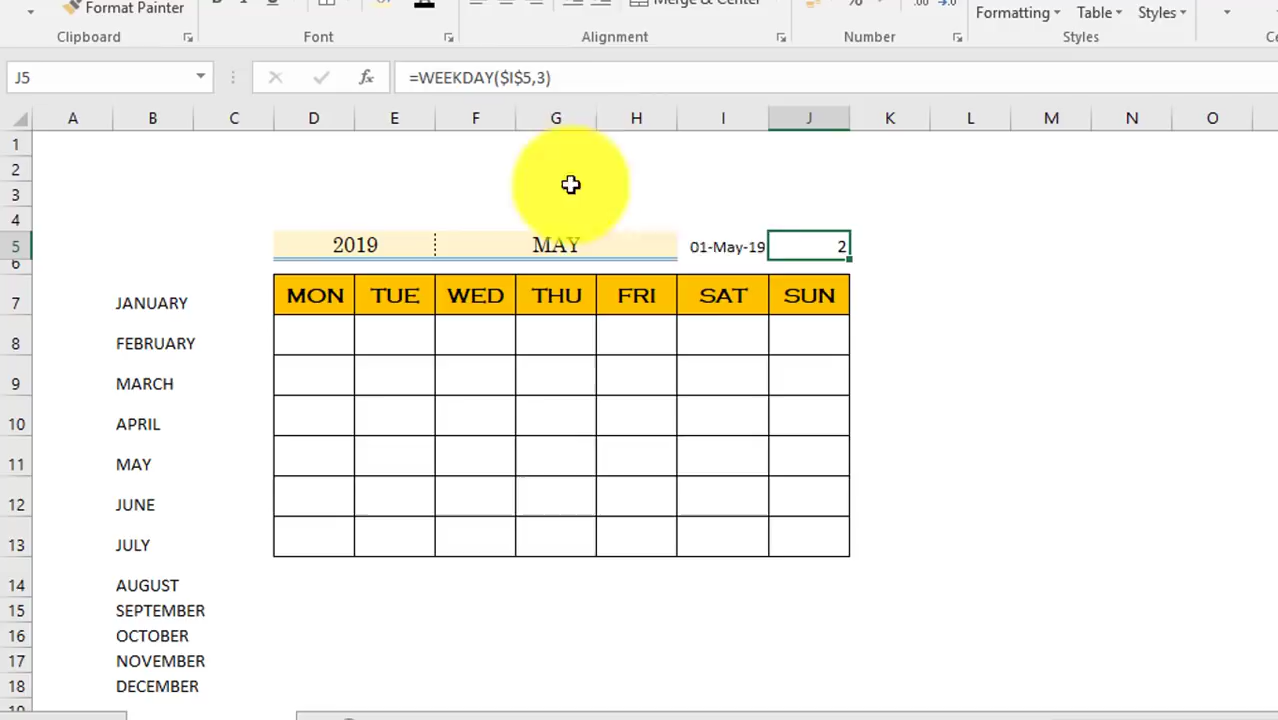 Format Painter
Merge & Center
%
.00
Formatting Table Styles
Clipboard Font Alignment Number Styles
J5 fx =WEEKDAY($I$5,3)
A B C D E F G H I J K L M N O
1
2
3
4
5 2019 MAY 01-May-19 2
6
7 JANUARY MON TUE WED THU FRI SAT SUN
8 FEBRUARY
9 MARCH
10 APRIL
11 MAY
12 JUNE
13 JULY
14 AUGUST
15 SEPTEMBER
16 OCTOBER
17 NOVEMBER
18 DECEMBER